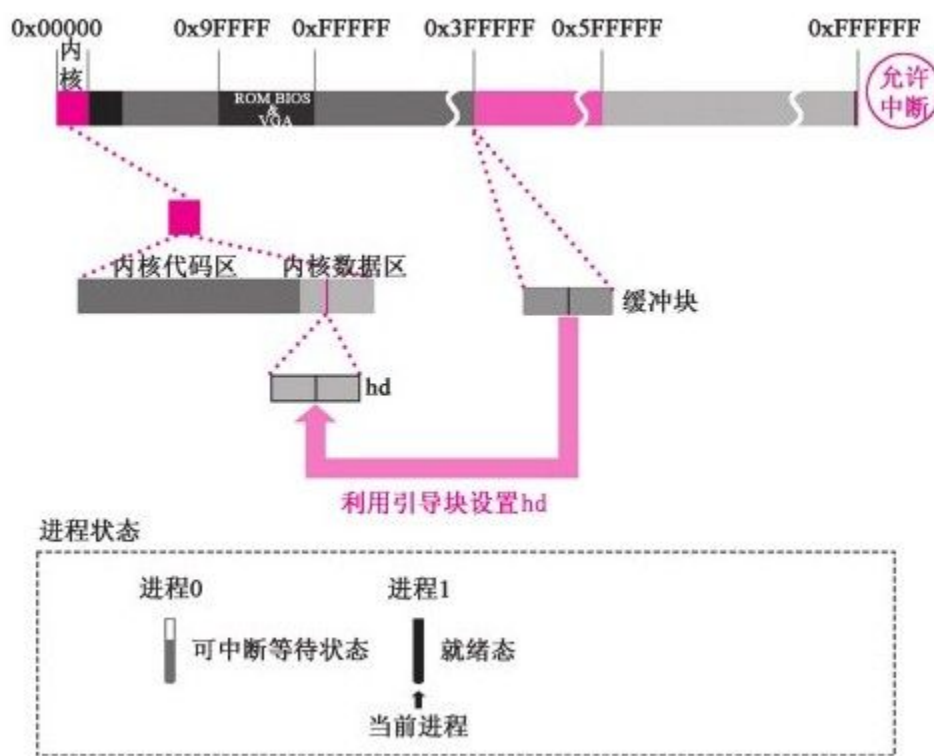 0x00000 0x9FFFF 0xFFFFF 0x3FFFFF 0x5FFFFF 0xFFFFFF
内核
ROM BIOS
&
VGA
允许
中断
内核代码区 内核数据区
缓冲块
hd
利用引导块设置hd
进程状态
进程0 进程1
可中断等待状态 就绪态
当前进程